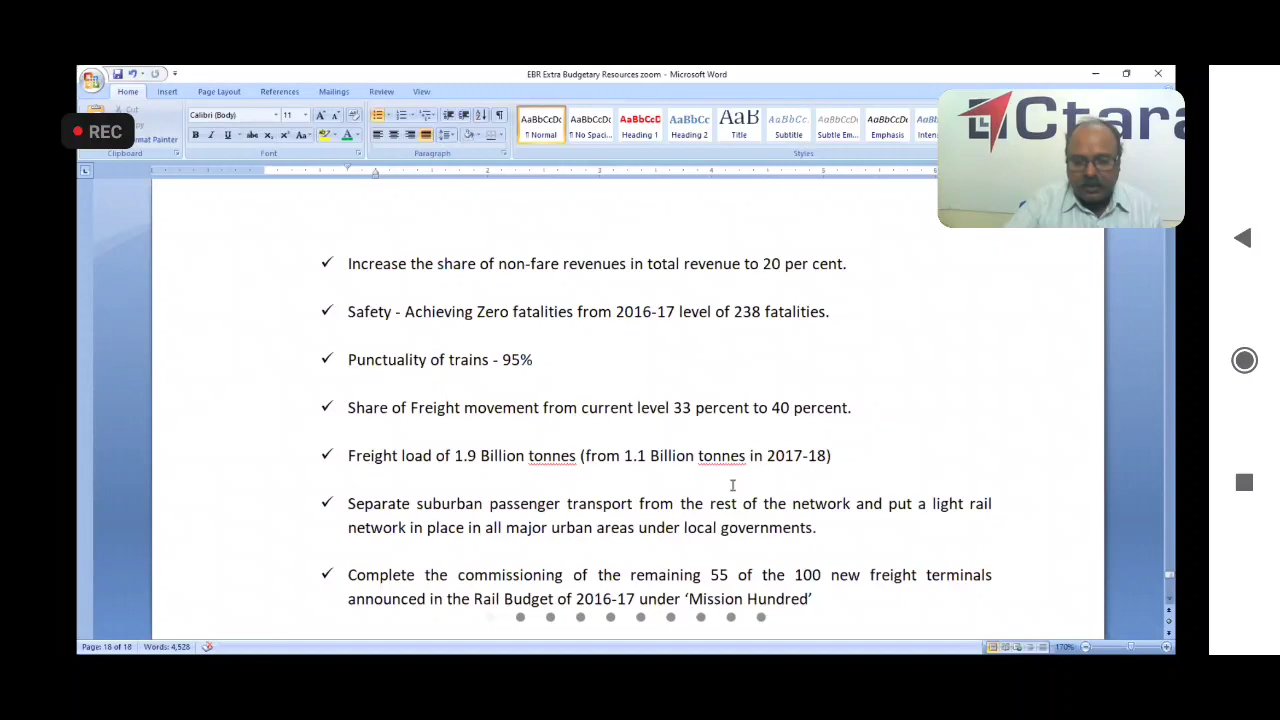 EBR Extra Budgetary Resources zoom - Microsoft Word
Home Insert Page Layout References Mailings Review View
REC
Cut
Format Painter
Calibri (Body) 11
AaBbCcDc AaBbCcDc AaBbCcD AaBbCc AaB AaBbCcDd AaBbCcDd AaBbCcDd
¶ Normal ¶ No Spaci... Heading 1 Heading 2 Title Subtitle Subtle Em... Emphasis
Clipboard Font Paragraph Styles
Ctara
Increase the share of non-fare revenues in total revenue to 20 per cent.
Safety - Achieving Zero fatalities from 2016-17 level of 238 fatalities.
Punctuality of trains - 95%
Share of Freight movement from current level 33 percent to 40 percent.
Freight load of 1.9 Billion tonnes (from 1.1 Billion tonnes in 2017-18)
Separate suburban passenger transport from the rest of the network and put a light rail
network in place in all major urban areas under local governments.
Complete the commissioning of the remaining 55 of the 100 new freight terminals
announced in the Rail Budget of 2016-17 under ‘Mission Hundred’
Page: 18 of 18 Words: 4,528 170%